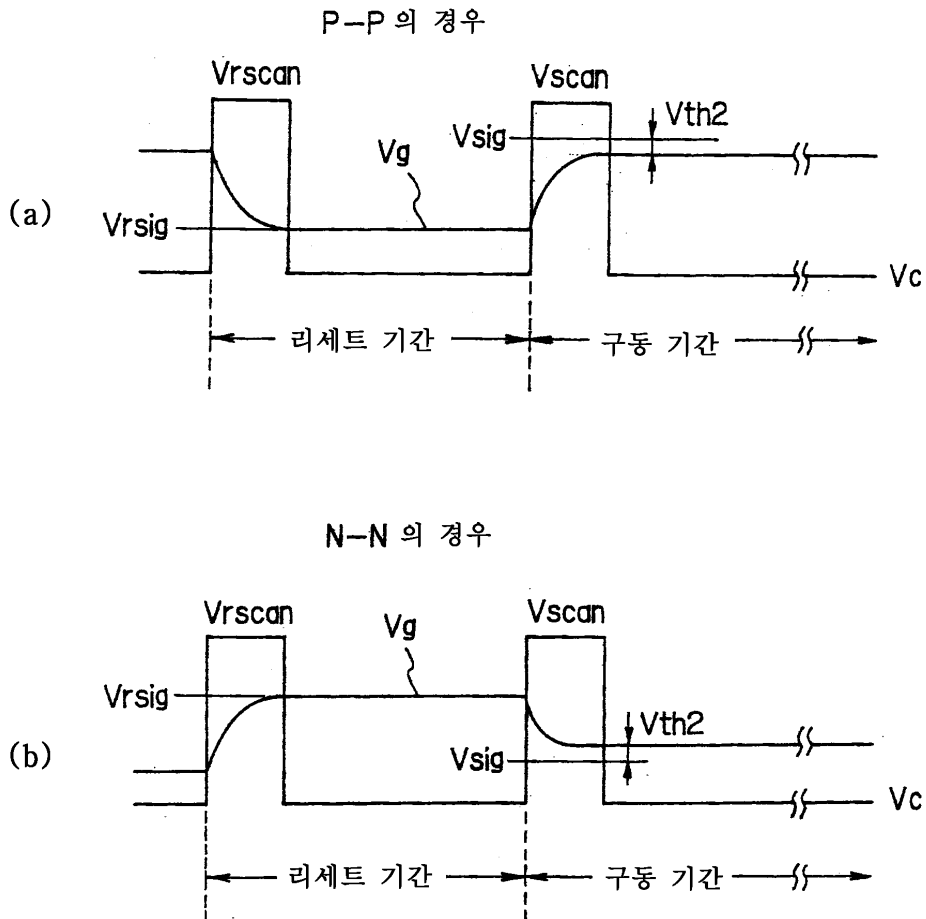 P-P 의 경우
Vrscan
Vscan
Vth2
Vsig
Vg
(a)
Vrsig
Vc
리세트 기간
구동 기간
N-N 의 경우
Vrscan
Vg
Vscan
Vrsig
Vth2
(b)
Vsig
Vc
리세트 기간
구동 기간